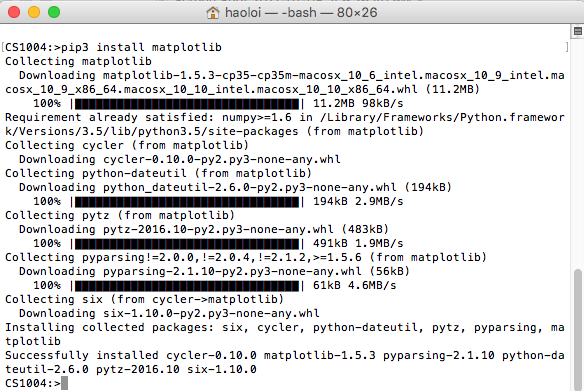 haoloi — -bash — 80×26
[CS1004:>pip3 install matplotlib ]
Collecting matplotlib
  Downloading matplotlib-1.5.3-cp35-cp35m-macosx_10_6_intel.macosx_10_9_intel.ma
cosx_10_9_x86_64.macosx_10_10_intel.macosx_10_10_x86_64.whl (11.2MB)
    100% |████████████████████████████████| 11.2MB 98kB/s
Requirement already satisfied: numpy>=1.6 in /Library/Frameworks/Python.framewor
k/Versions/3.5/lib/python3.5/site-packages (from matplotlib)
Collecting cycler (from matplotlib)
  Downloading cycler-0.10.0-py2.py3-none-any.whl
Collecting python-dateutil (from matplotlib)
  Downloading python_dateutil-2.6.0-py2.py3-none-any.whl (194kB)
    100% |████████████████████████████████| 194kB 2.9MB/s
Collecting pytz (from matplotlib)
  Downloading pytz-2016.10-py2.py3-none-any.whl (483kB)
    100% |████████████████████████████████| 491kB 1.9MB/s
Collecting pyparsing!=2.0.0,!=2.0.4,!=2.1.2,>=1.5.6 (from matplotlib)
  Downloading pyparsing-2.1.10-py2.py3-none-any.whl (56kB)
    100% |████████████████████████████████| 61kB 4.6MB/s
Collecting six (from cycler->matplotlib)
  Downloading six-1.10.0-py2.py3-none-any.whl
Installing collected packages: six, cycler, python-dateutil, pytz, pyparsing, ma
tplotlib
Successfully installed cycler-0.10.0 matplotlib-1.5.3 pyparsing-2.1.10 python-da
teutil-2.6.0 pytz-2016.10 six-1.10.0
CS1004:>